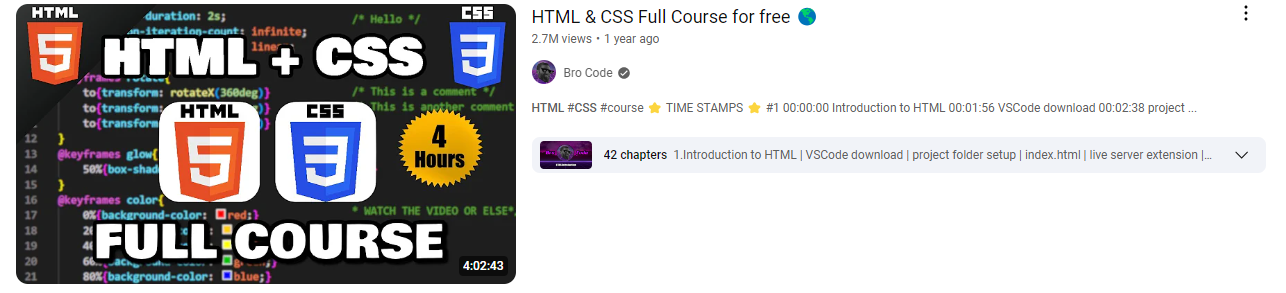 HTML
CSS
duration: 2s;
/* Hello */
n-iteration-count: infinite;
HTML + CSS
to{transform: rotateX(360deg)}
/* This is a comment */
to{transform
This is another comment
to{transform
HTML
CSS
4
Hours
12 }
13 @keyframes glow{
14 50%{box-shad
15 }
16 @keyframes color{
17 0%{background-color: red;}
* WATCH THE VIDEO OR ELSE*/
18
19
20
FULL COURSE
21 80%{background-color: blue;}
4:02:43
HTML & CSS Full Course for free 🌎
2.7M views • 1 year ago
Bro Code
HTML #CSS #course ⭐ TIME STAMPS ⭐ #1 00:00:00 Introduction to HTML 00:01:56 VSCode download 00:02:38 project ...
42 chapters 1.Introduction to HTML | VSCode download | project folder setup | index.html | live server extension |...